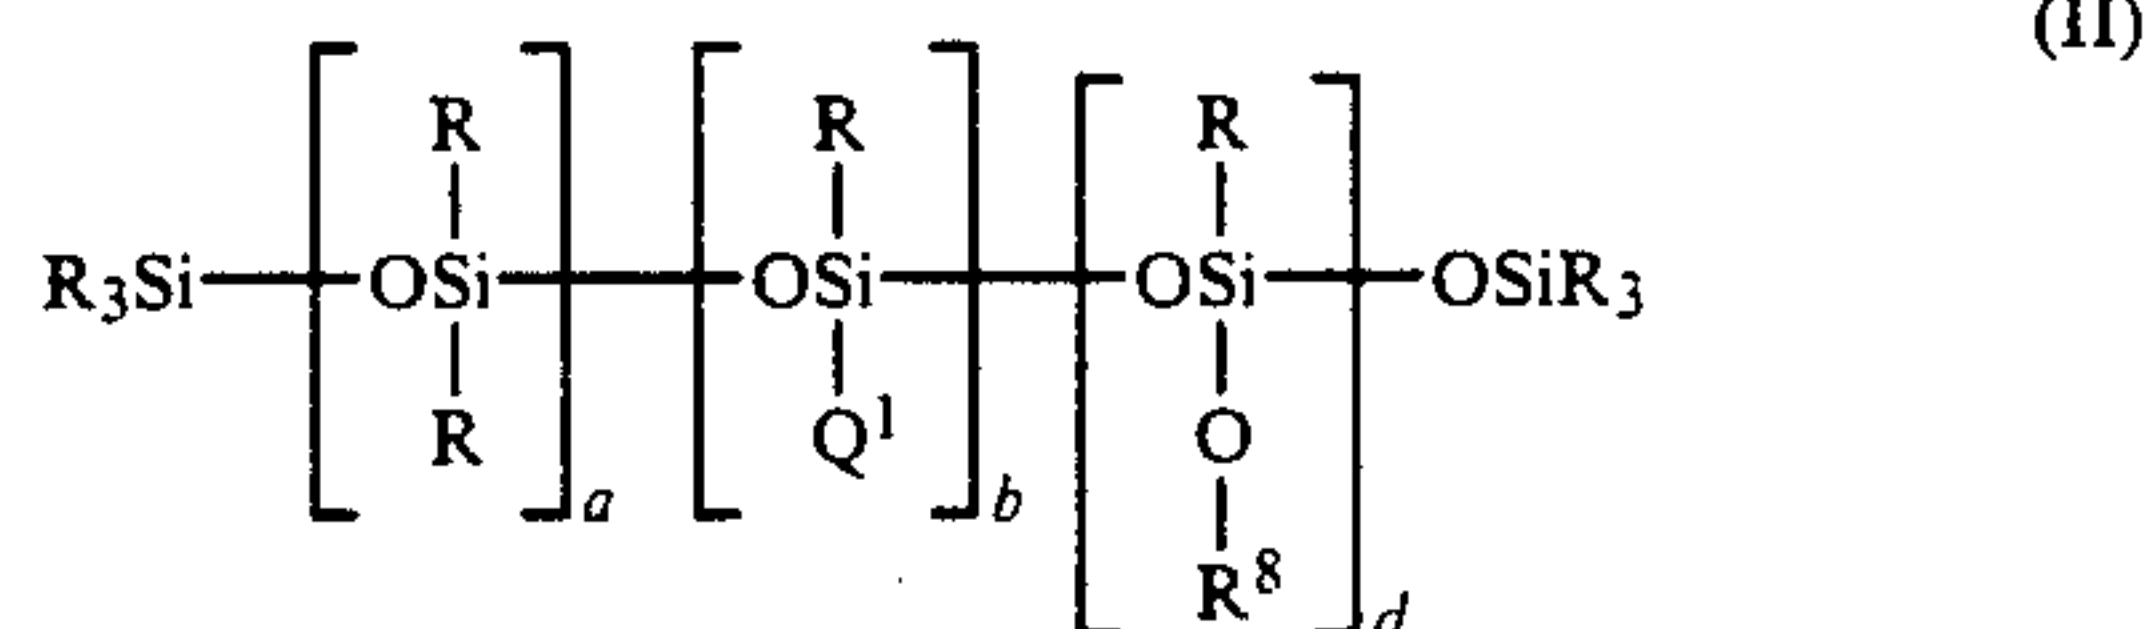 (II)
R R R
R₃Si OSi OSi OSi OSiR₃
R Q¹ O
a b
R⁸
d